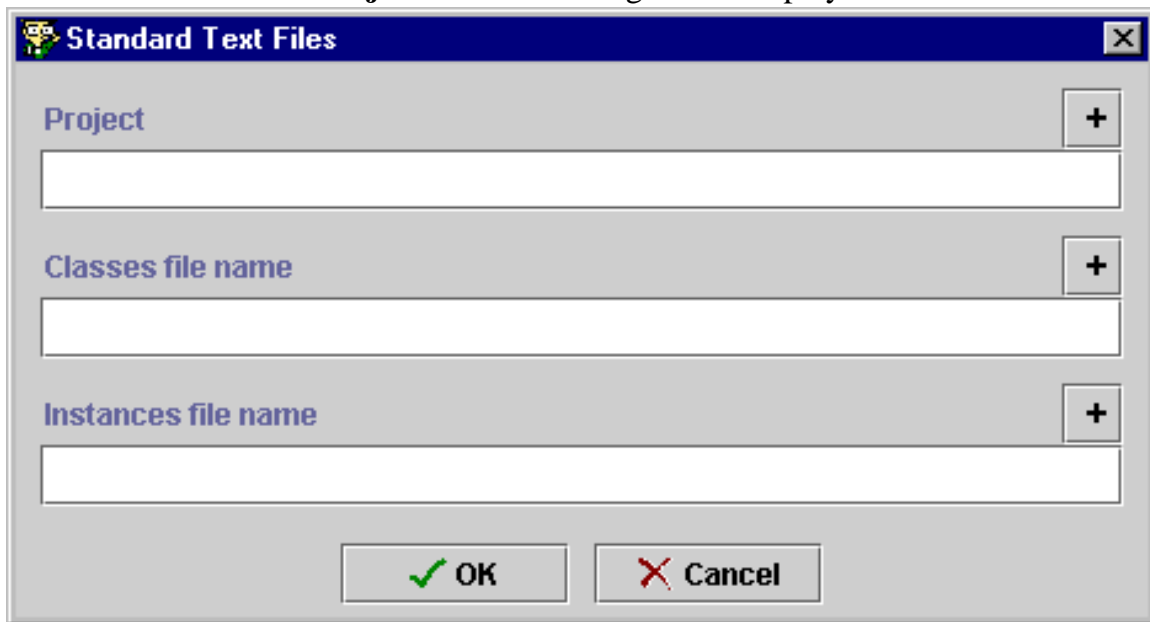 Standard Text Files
Project
+
Classes file name
+
Instances file name
+
OK
Cancel